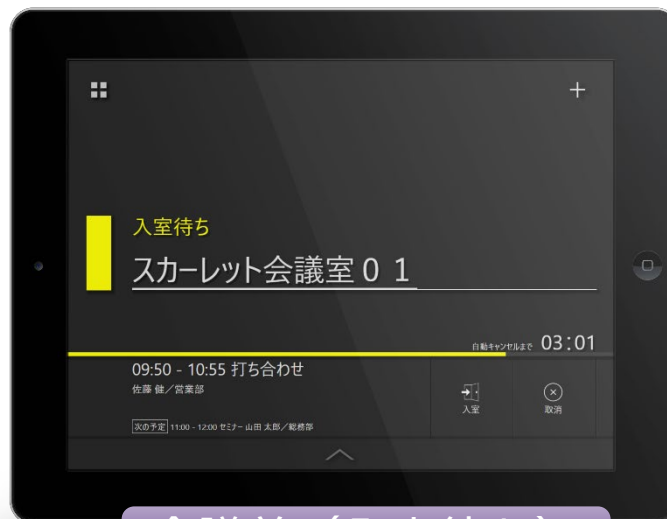 入室待ち
スカーレット会議室０１
自動キャンセルまで 03:01
09:50 - 10:55 打ち合わせ
佐藤 健／営業部
入室
取消
次の予定 11:00 - 12:00 セミナー 山田 太郎／総務部